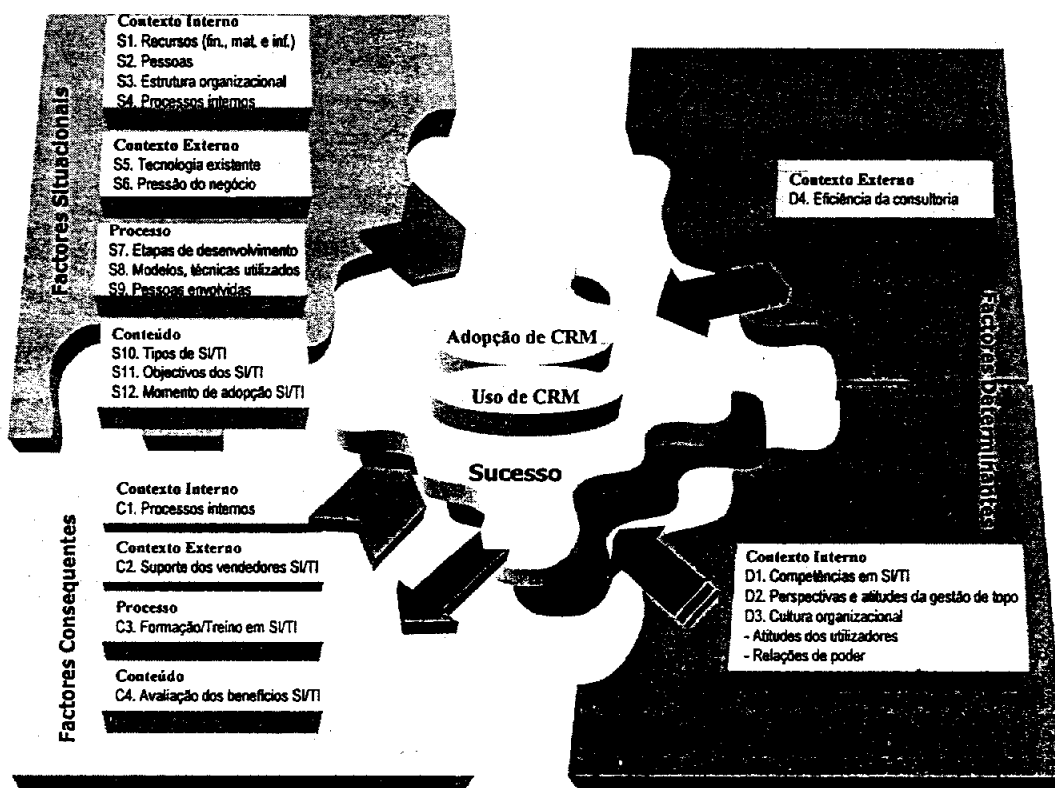 Factores Situacionais
Contexto Interno
S1. Recursos (fin., mat. e inf.)
S2. Pessoas
S3. Estrutura organizacional
S4. Processos internos
Contexto Externo
S5. Tecnologia existente
S6. Pressão do negócio
Processo
S7. Etapas de desenvolvimento
S8. Modelos, técnicas utilizados
S9. Pessoas envolvidas
Conteúdo
S10. Tipos de SI/TI
S11. Objectivos dos SI/TI
S12. Momento de adopção SI/TI
Factores Consequentes
Contexto Interno
C1. Processos internos
Contexto Externo
C2. Suporte dos vendedores SI/TI
Processo
C3. Formação/Treino em SI/TI
Conteúdo
C4. Avaliação dos benefícios SI/TI
Adopção de CRM
Uso de CRM
Sucesso
Factores Determinantes
Contexto Externo
D4. Eficiência da consultoria
Contexto Interno
D1. Competências em SI/TI
D2. Perspectivas e atitudes da gestão de topo
D3. Cultura organizacional
- Atitudes dos utilizadores
- Relações de poder